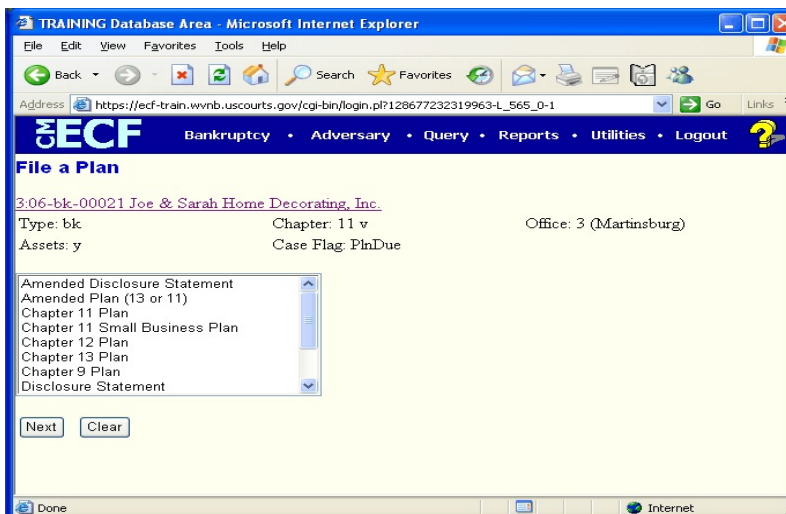 TRAINING Database Area - Microsoft Internet Explorer
File Edit View Favorites Tools Help
Back Search Favorites
Address https://ecf-train.wvnb.uscourts.gov/cgi-bin/login.pl?128677232319963-L_565_0-1 Go Links
CM ECF Bankruptcy • Adversary • Query • Reports • Utilities • Logout ?
File a Plan
3:06-bk-00021 Joe & Sarah Home Decorating, Inc.
Type: bk Chapter: 11 v Office: 3 (Martinsburg)
Assets: y Case Flag: PlnDue
Amended Disclosure Statement
Amended Plan (13 or 11)
Chapter 11 Plan
Chapter 11 Small Business Plan
Chapter 12 Plan
Chapter 13 Plan
Chapter 9 Plan
Disclosure Statement
Next Clear
Done Internet